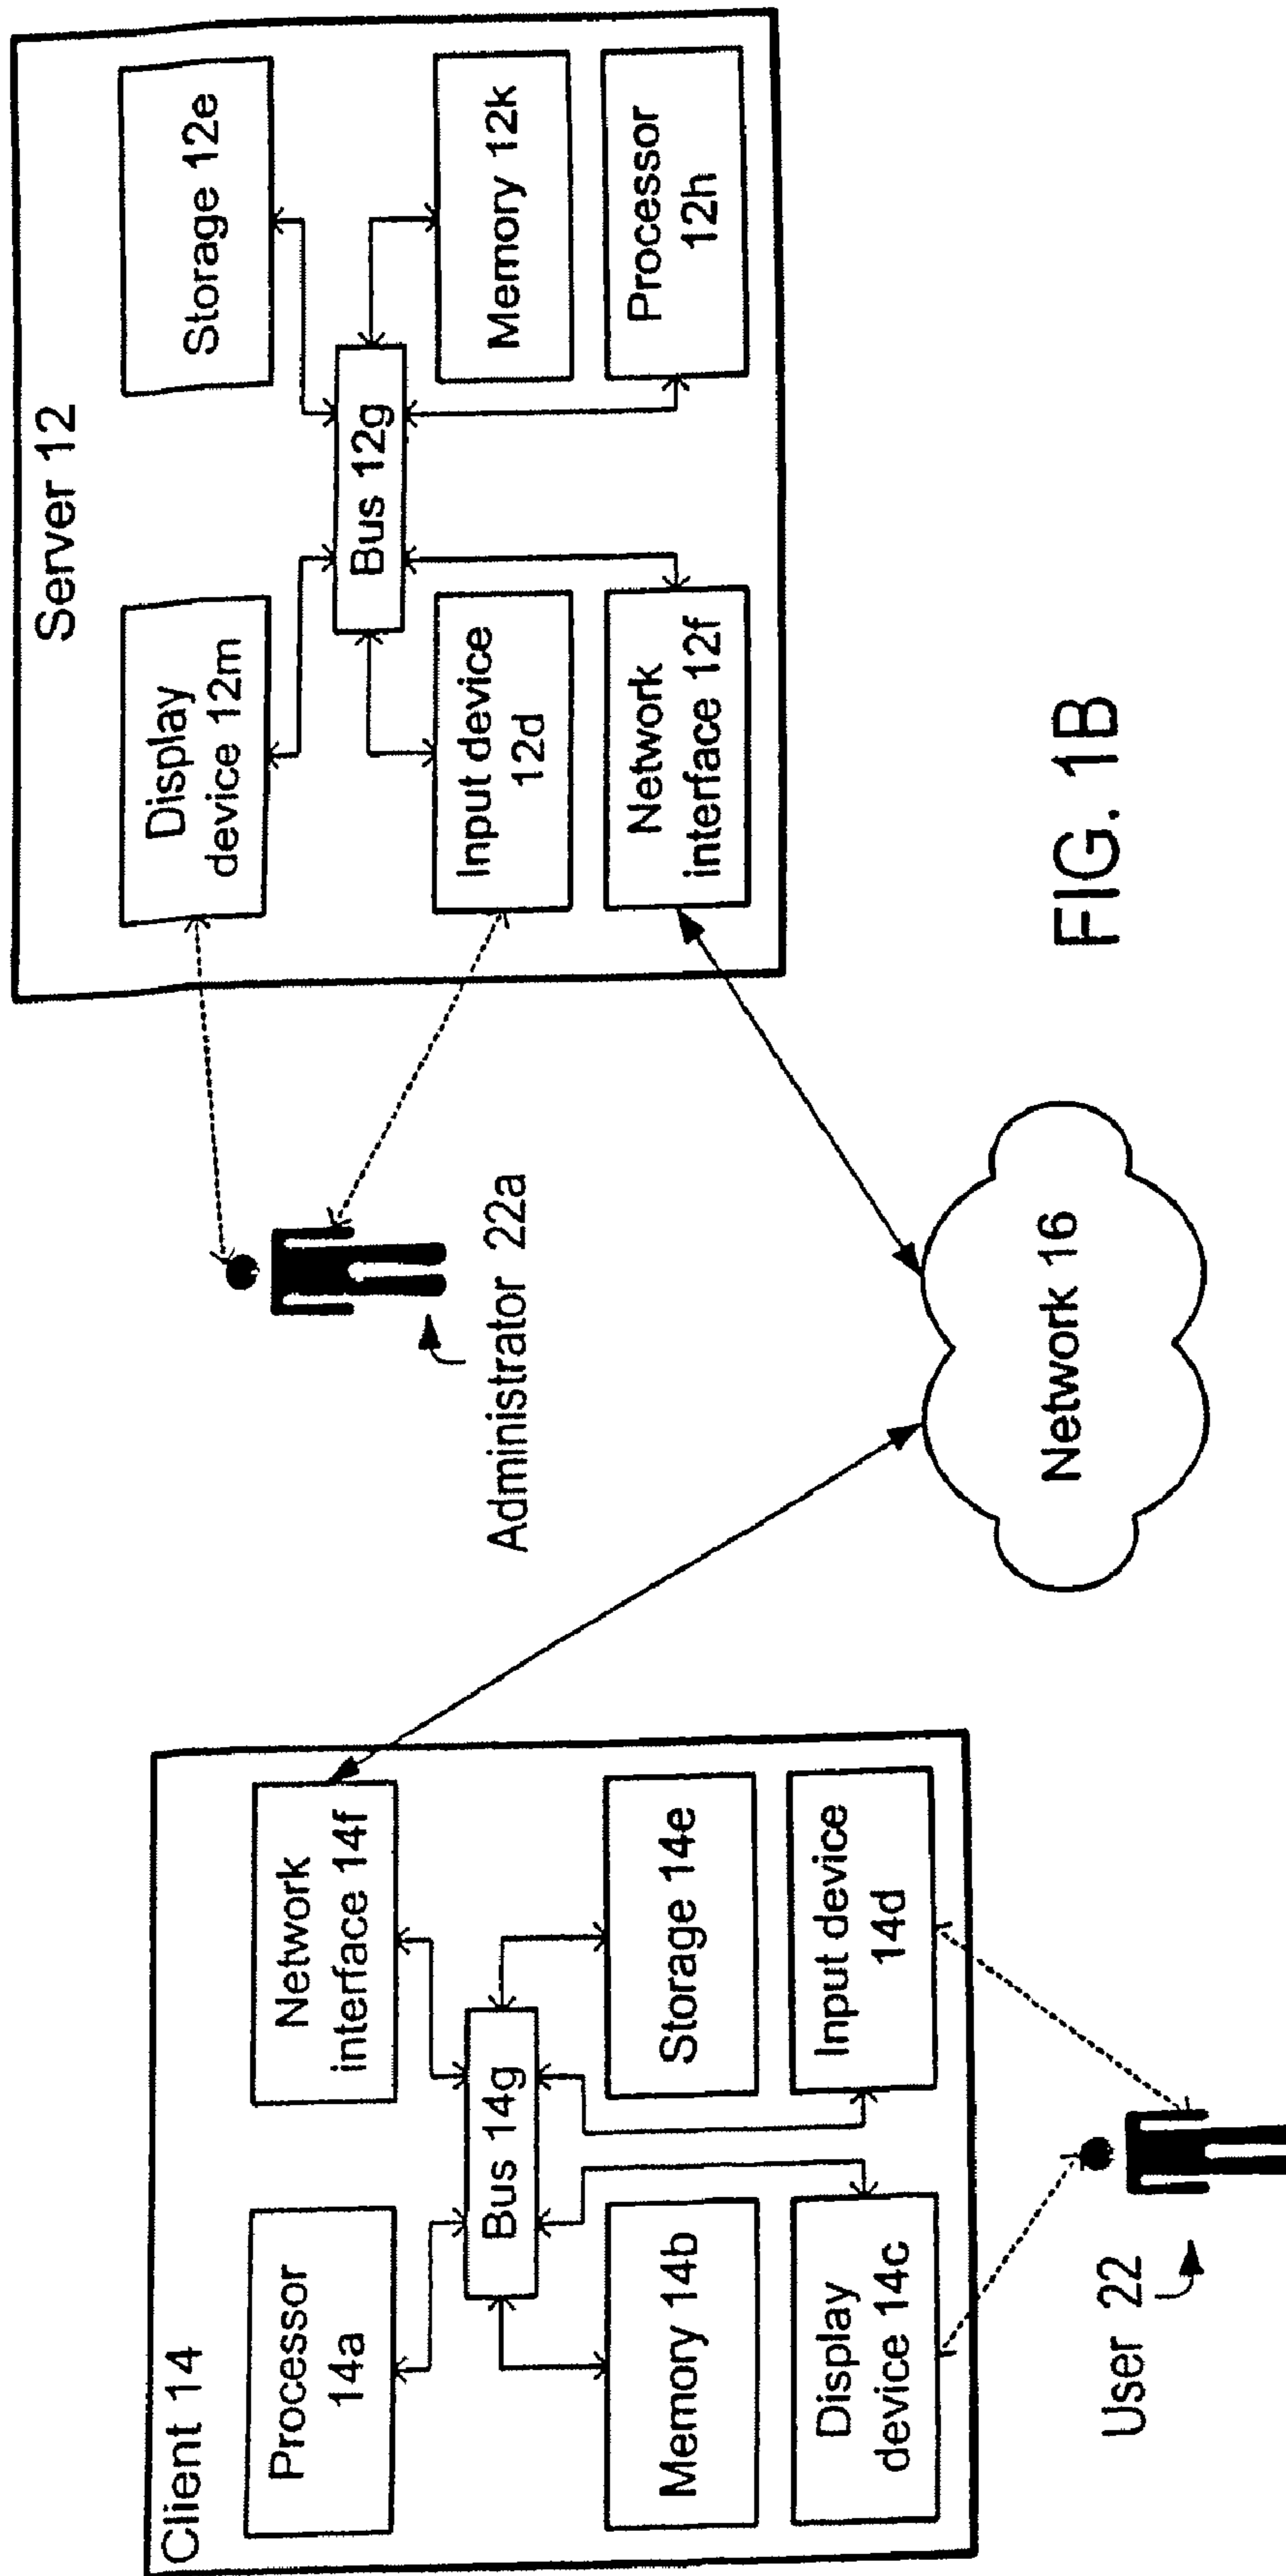 Client 14
Processor
14a
Network
interface 14f
Bus 14g
Memory 14b
Storage 14e
Display
device 14c
Input device
14d
User 22
Administrator 22a
Network 16
Server 12
Display
device 12m
Storage 12e
Bus 12g
Input device
12d
Memory 12k
Network
interface 12f
Processor
12h
FIG. 1B